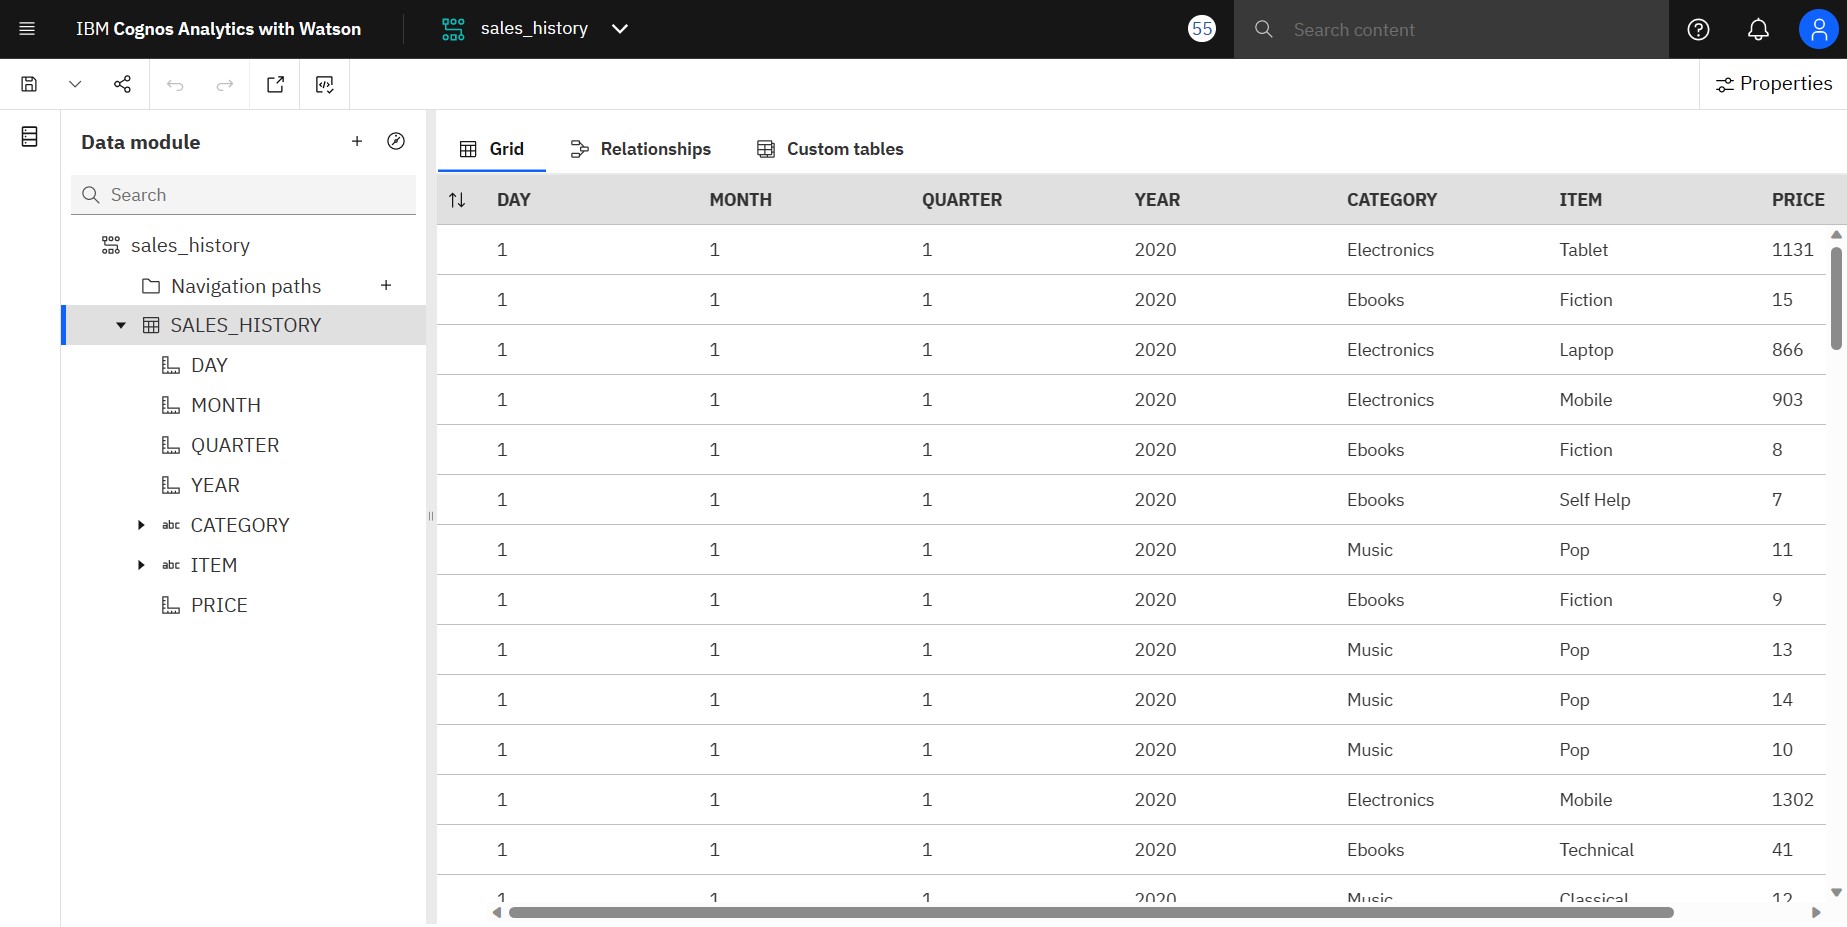 IBM Cognos Analytics with Watson
sales_history
55
Search content
Properties
Data module
Search
sales_history
Navigation paths
SALES_HISTORY
DAY
MONTH
QUARTER
YEAR
abc CATEGORY
abc ITEM
PRICE
Grid Relationships Custom tables
DAY MONTH QUARTER YEAR CATEGORY ITEM PRICE
1 1 1 2020 Electronics Tablet 1131
1 1 1 2020 Ebooks Fiction 15
1 1 1 2020 Electronics Laptop 866
1 1 1 2020 Electronics Mobile 903
1 1 1 2020 Ebooks Fiction 8
1 1 1 2020 Ebooks Self Help 7
1 1 1 2020 Music Pop 11
1 1 1 2020 Ebooks Fiction 9
1 1 1 2020 Music Pop 13
1 1 1 2020 Music Pop 14
1 1 1 2020 Music Pop 10
1 1 1 2020 Electronics Mobile 1302
1 1 1 2020 Ebooks Technical 41
1 1 1 2020 Music Classical 12